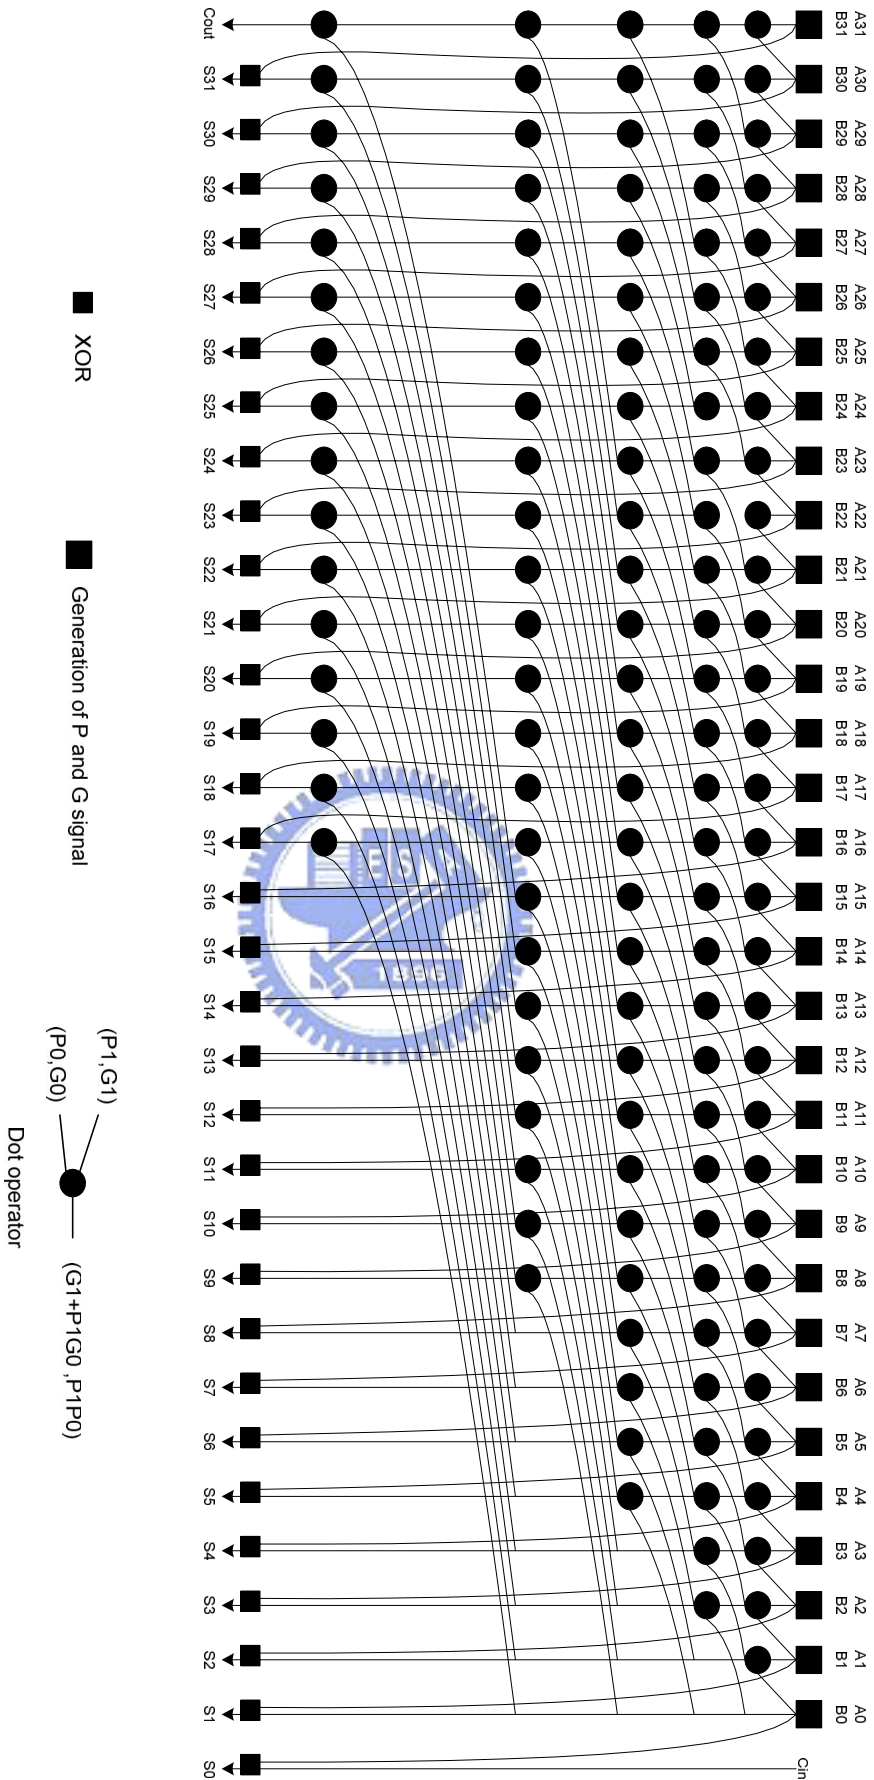 A31 A30 A29 A28 A27 A26 A25 A24 A23 A22 A21 A20 A19 A18 A17 A16 A15 A14 A13 A12 A11 A10 A9 A8 A7 A6 A5 A4 A3 A2 A1 A0
B31 B30 B29 B28 B27 B26 B25 B24 B23 B22 B21 B20 B19 B18 B17 B16 B15 B14 B13 B12 B11 B10 B9 B8 B7 B6 B5 B4 B3 B2 B1 B0
Cin
ES
1896
Cout S31 S30 S29 S28 S27 S26 S25 S24 S23 S22 S21 S20 S19 S18 S17 S16 S15 S14 S13 S12 S11 S10 S9 S8 S7 S6 S5 S4 S3 S2 S1 S0
XOR
Generation of P and G signal
(P1,G1)
(P0,G0)
(G1+P1G0 ,P1P0)
Dot operator